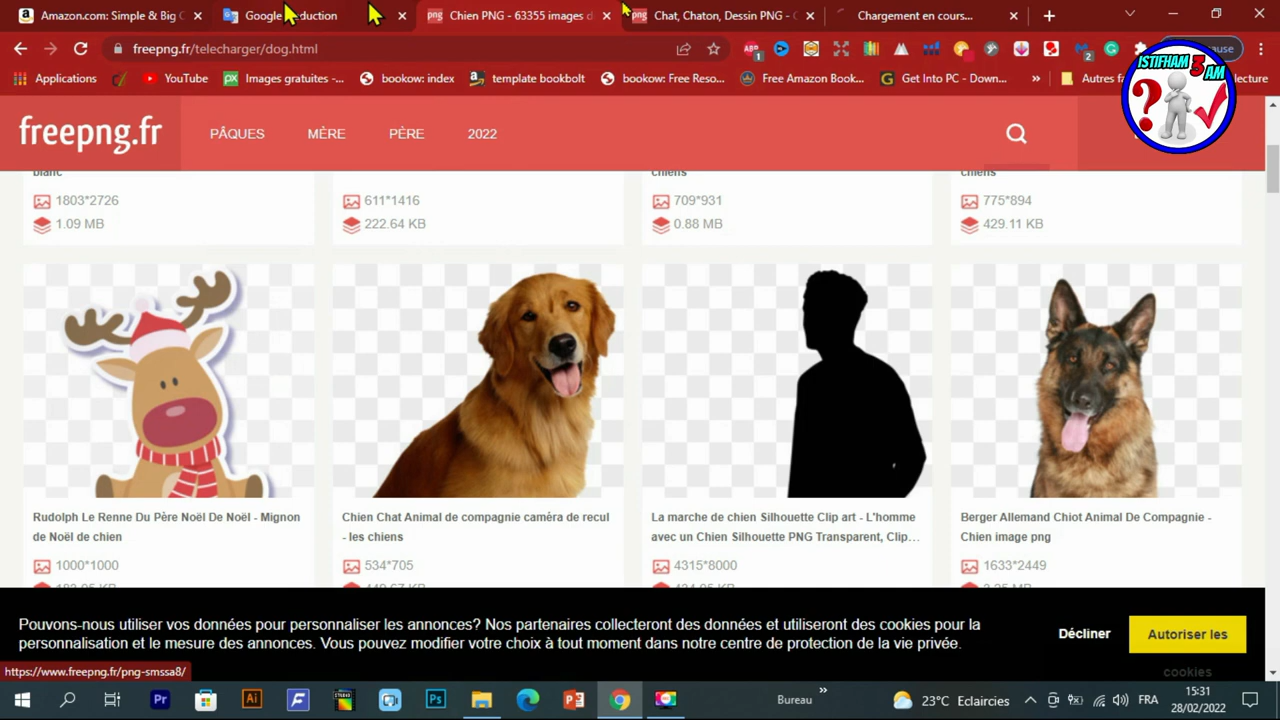 Amazon.com: Simple & Big C
Chien PNG - 63355 images d
Chat, Chaton, Dessin PNG -
Chargement en cours...
freepng.fr/telecharger/dog.html
Applications
YouTube
Images gratuites -...
bookow: index
template bookbolt
bookow: Free Reso...
Free Amazon Book...
Get Into PC - Down...
Autres f
lecture
ISTIFHAM 3 AM
freepng.fr
PÂQUES
MÈRE
PÈRE
2022
blanc
chiens
chiens
1803*2726
611*1416
709*931
775*894
1.09 MB
222.64 KB
0.88 MB
429.11 KB
Rudolph Le Renne Du Père Noël De Noël - Mignon
de Noël de chien
Chien Chat Animal de compagnie caméra de recul
- les chiens
La marche de chien Silhouette Clip art - L'homme
avec un Chien Silhouette PNG Transparent, Clip...
Berger Allemand Chiot Animal De Compagnie -
Chien image png
1000*1000
534*705
4315*8000
1633*2449
Pouvons-nous utiliser vos données pour personnaliser les annonces? Nos partenaires collecteront des données et utiliseront des cookies pour la
personnalisation et le mesure des annonces. Vous pouvez modifier votre choix à tout moment dans notre centre de protection de la vie privée.
Décliner
Autoriser les
cookies
https://www.freepng.fr/png-smssa8/
Bureau
23°C Eclaircies
FRA
15:31
28/02/2022